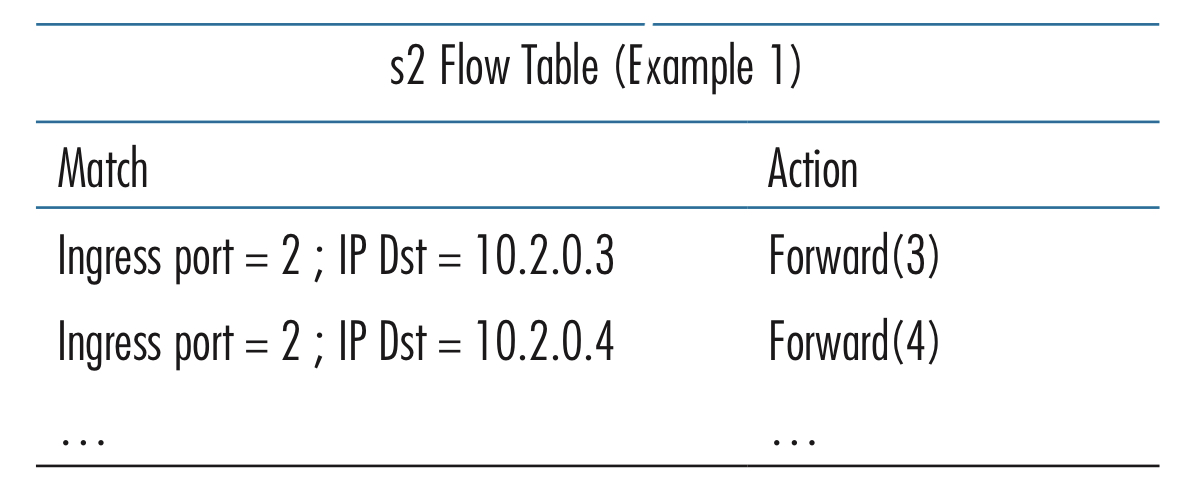 s2 Flow Table (Example 1)
Match Action
Ingress port = 2 ; IP Dst = 10.2.0.3 Forward(3)
Ingress port = 2 ; IP Dst = 10.2.0.4 Forward(4)
... ...